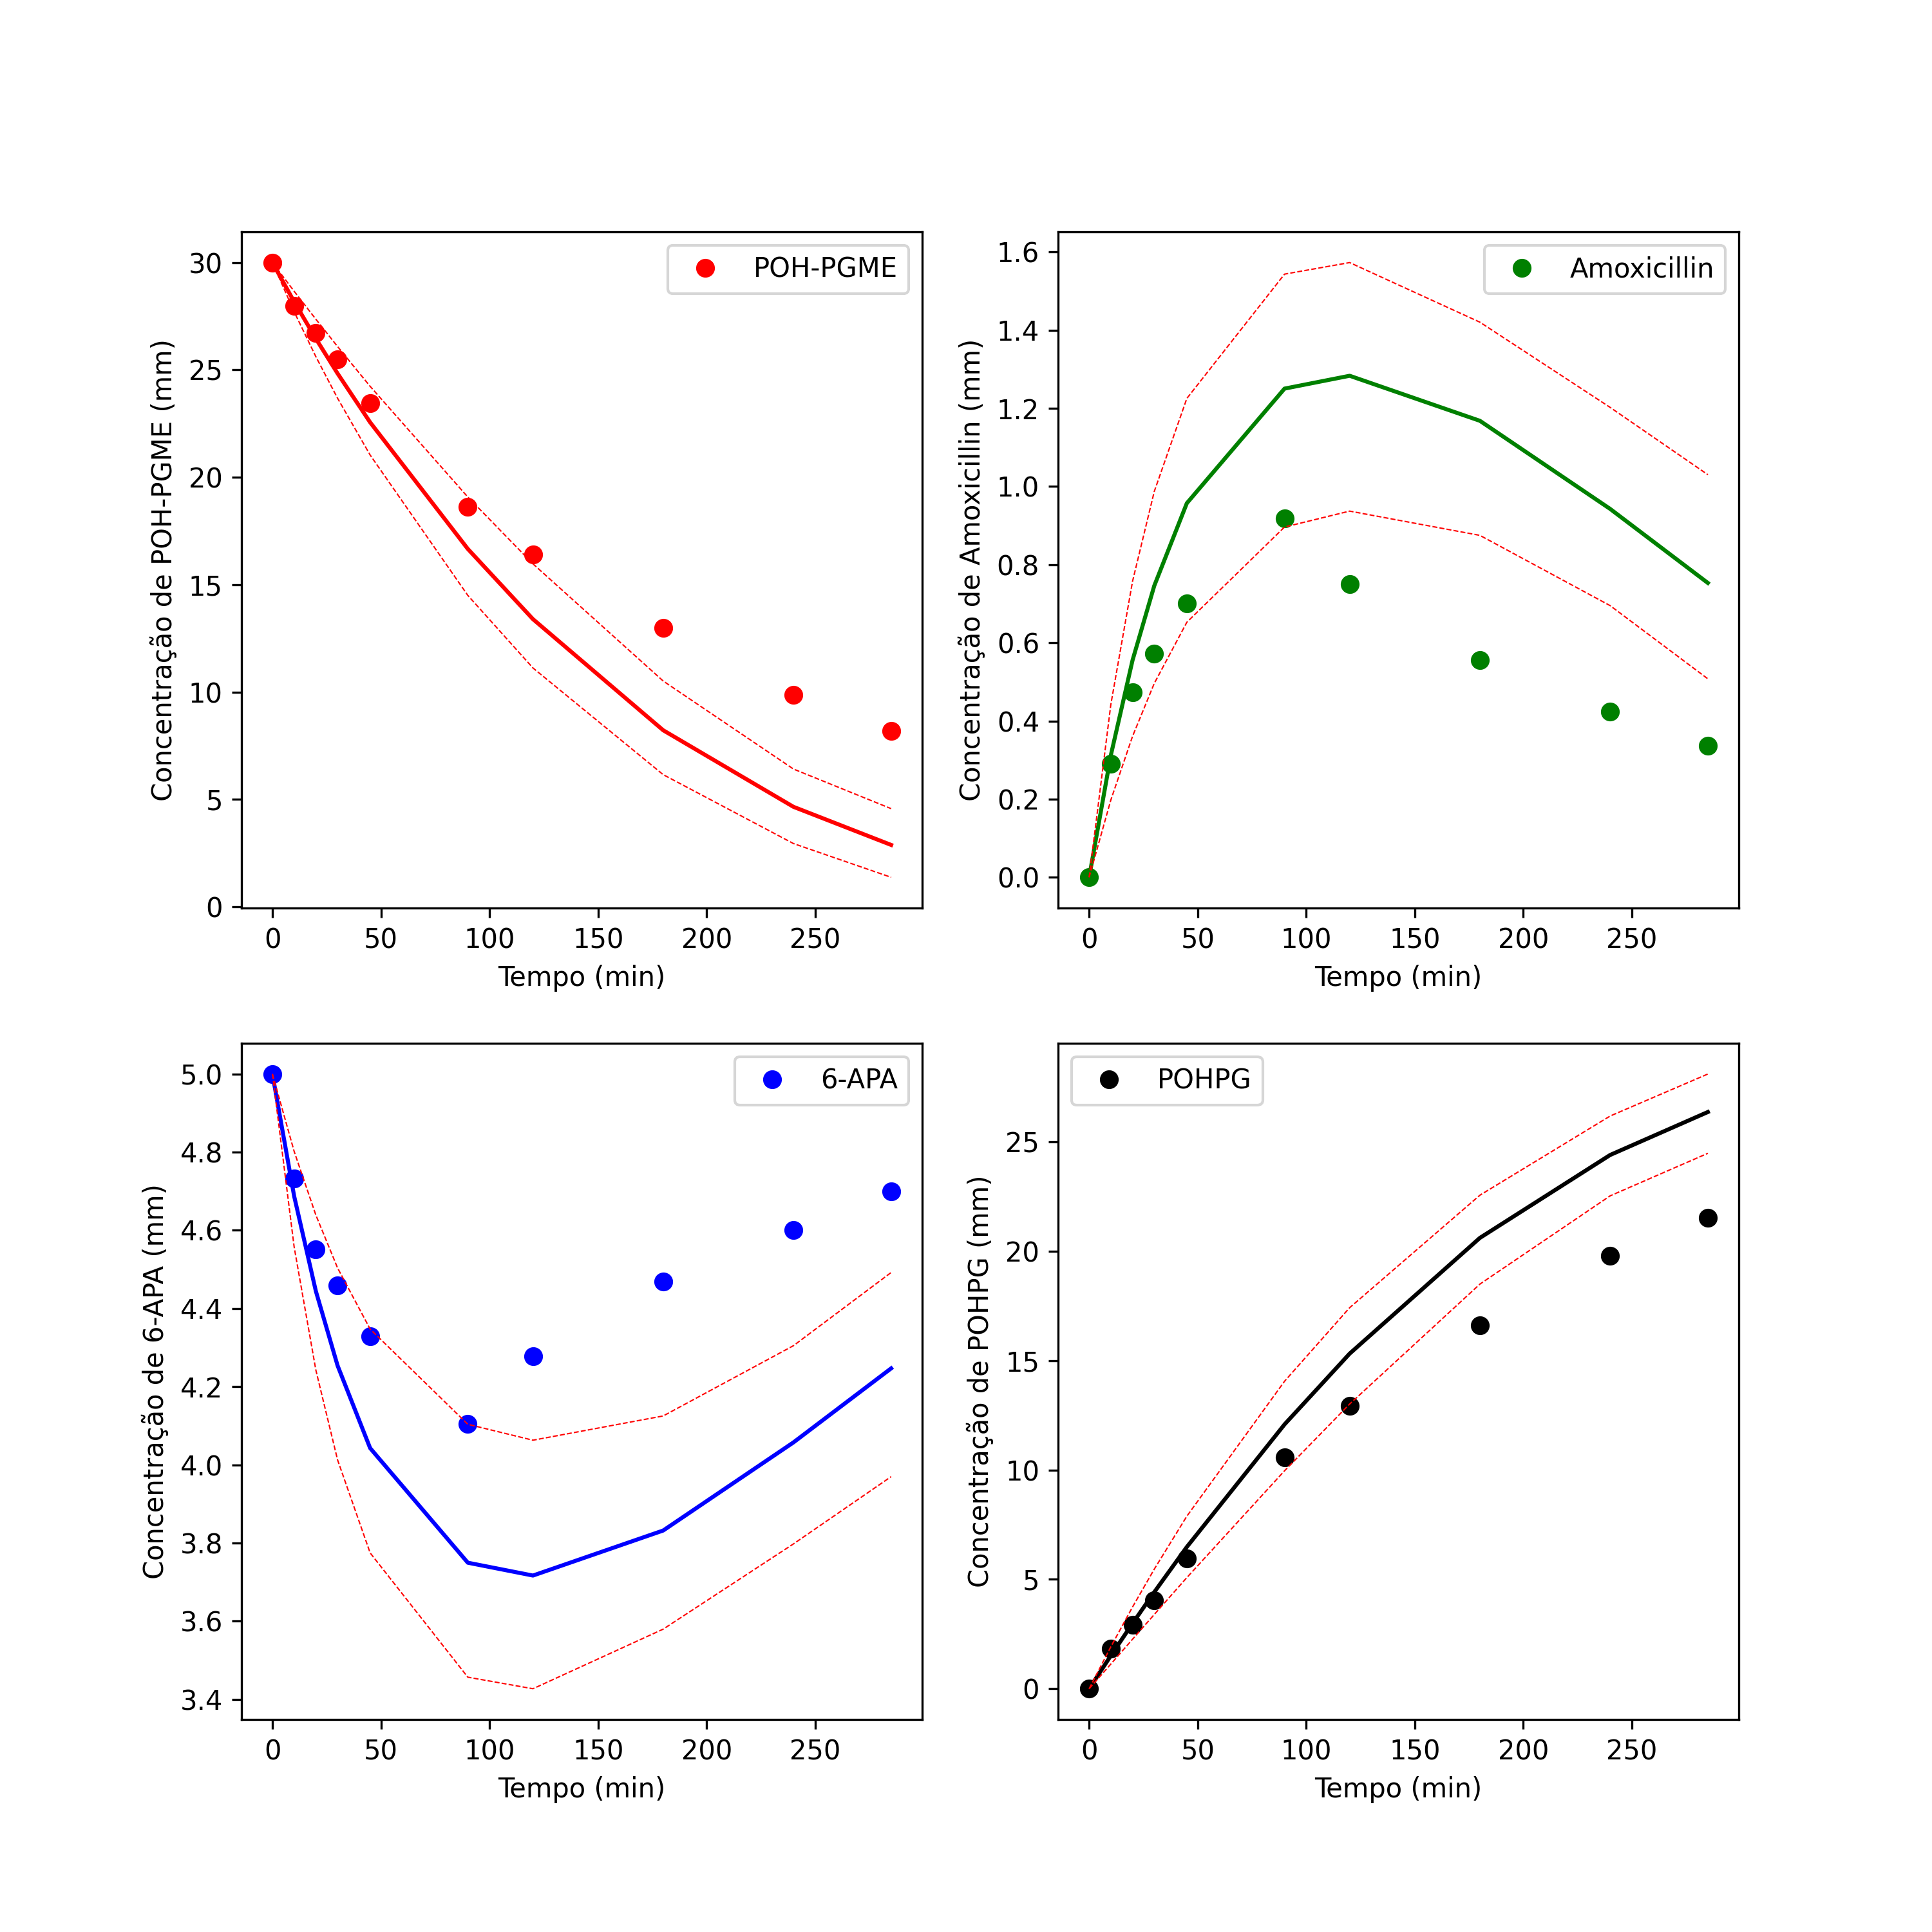 POH-PGME
30
25
20
15
10
5
0
Concentração de POH-PGME (mm)
0 50 100 150 200 250
Tempo (min)
Amoxicillin
1.6
1.4
1.2
1.0
0.8
0.6
0.4
0.2
0.0
Concentração de Amoxicillin (mm)
0 50 100 150 200 250
Tempo (min)
6-APA
5.0
4.8
4.6
4.4
4.2
4.0
3.8
3.6
3.4
Concentração de 6-APA (mm)
0 50 100 150 200 250
Tempo (min)
POHPG
25
20
15
10
5
0
Concentração de POHPG (mm)
0 50 100 150 200 250
Tempo (min)